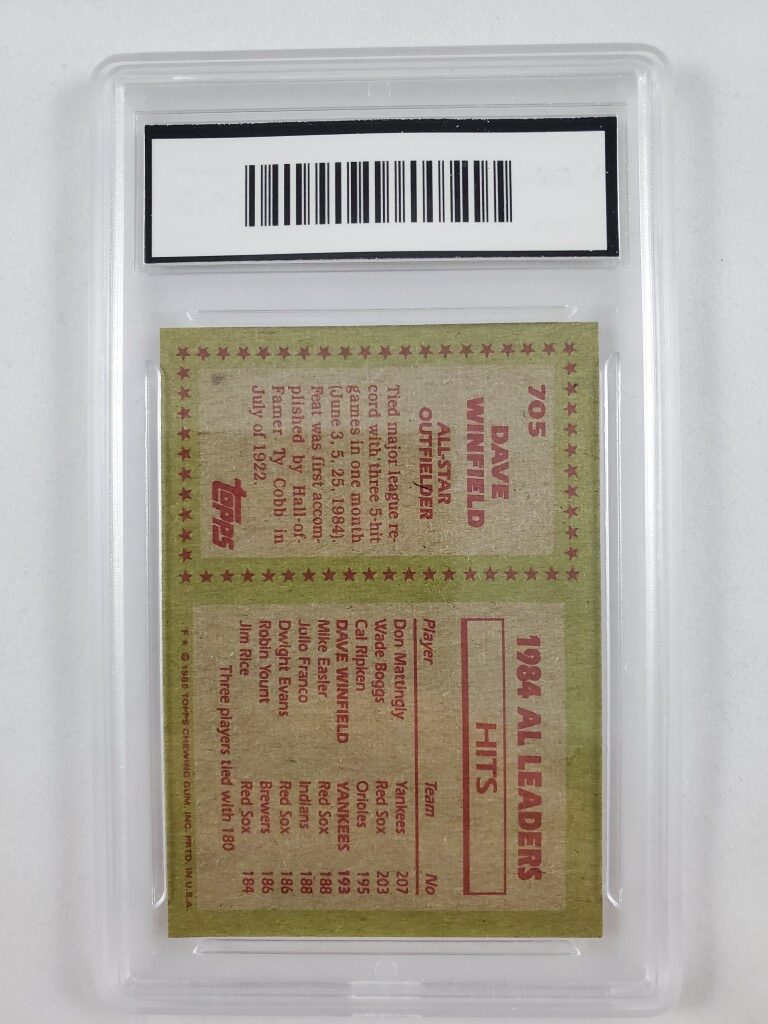 705
DAVE
WINFIELD
ALL-STAR
OUTFIELDER
Tied major league re-
cord with three 5-hit
games in one month
(June 3, 5, 25, 1984).
Feat was first accom-
plished by Hall-of-
Famer, Ty Cobb in
July of 1922.
TOPPS
1984 AL LEADERS
HITS
Player Team No
Don Mattingly Yankees 207
Wade Boggs Red Sox 203
Cal Ripken Orioles 195
DAVE WINFIELD YANKEES 193
Mike Easler Red Sox 188
Julio Franco Indians 188
Dwight Evans Red Sox 186
Robin Yount Brewers 186
Jim Rice Red Sox 184
Three players tied with 180
F★ © 1985 TOPPS CHEWING GUM, INC. PRTD. IN U.S.A.